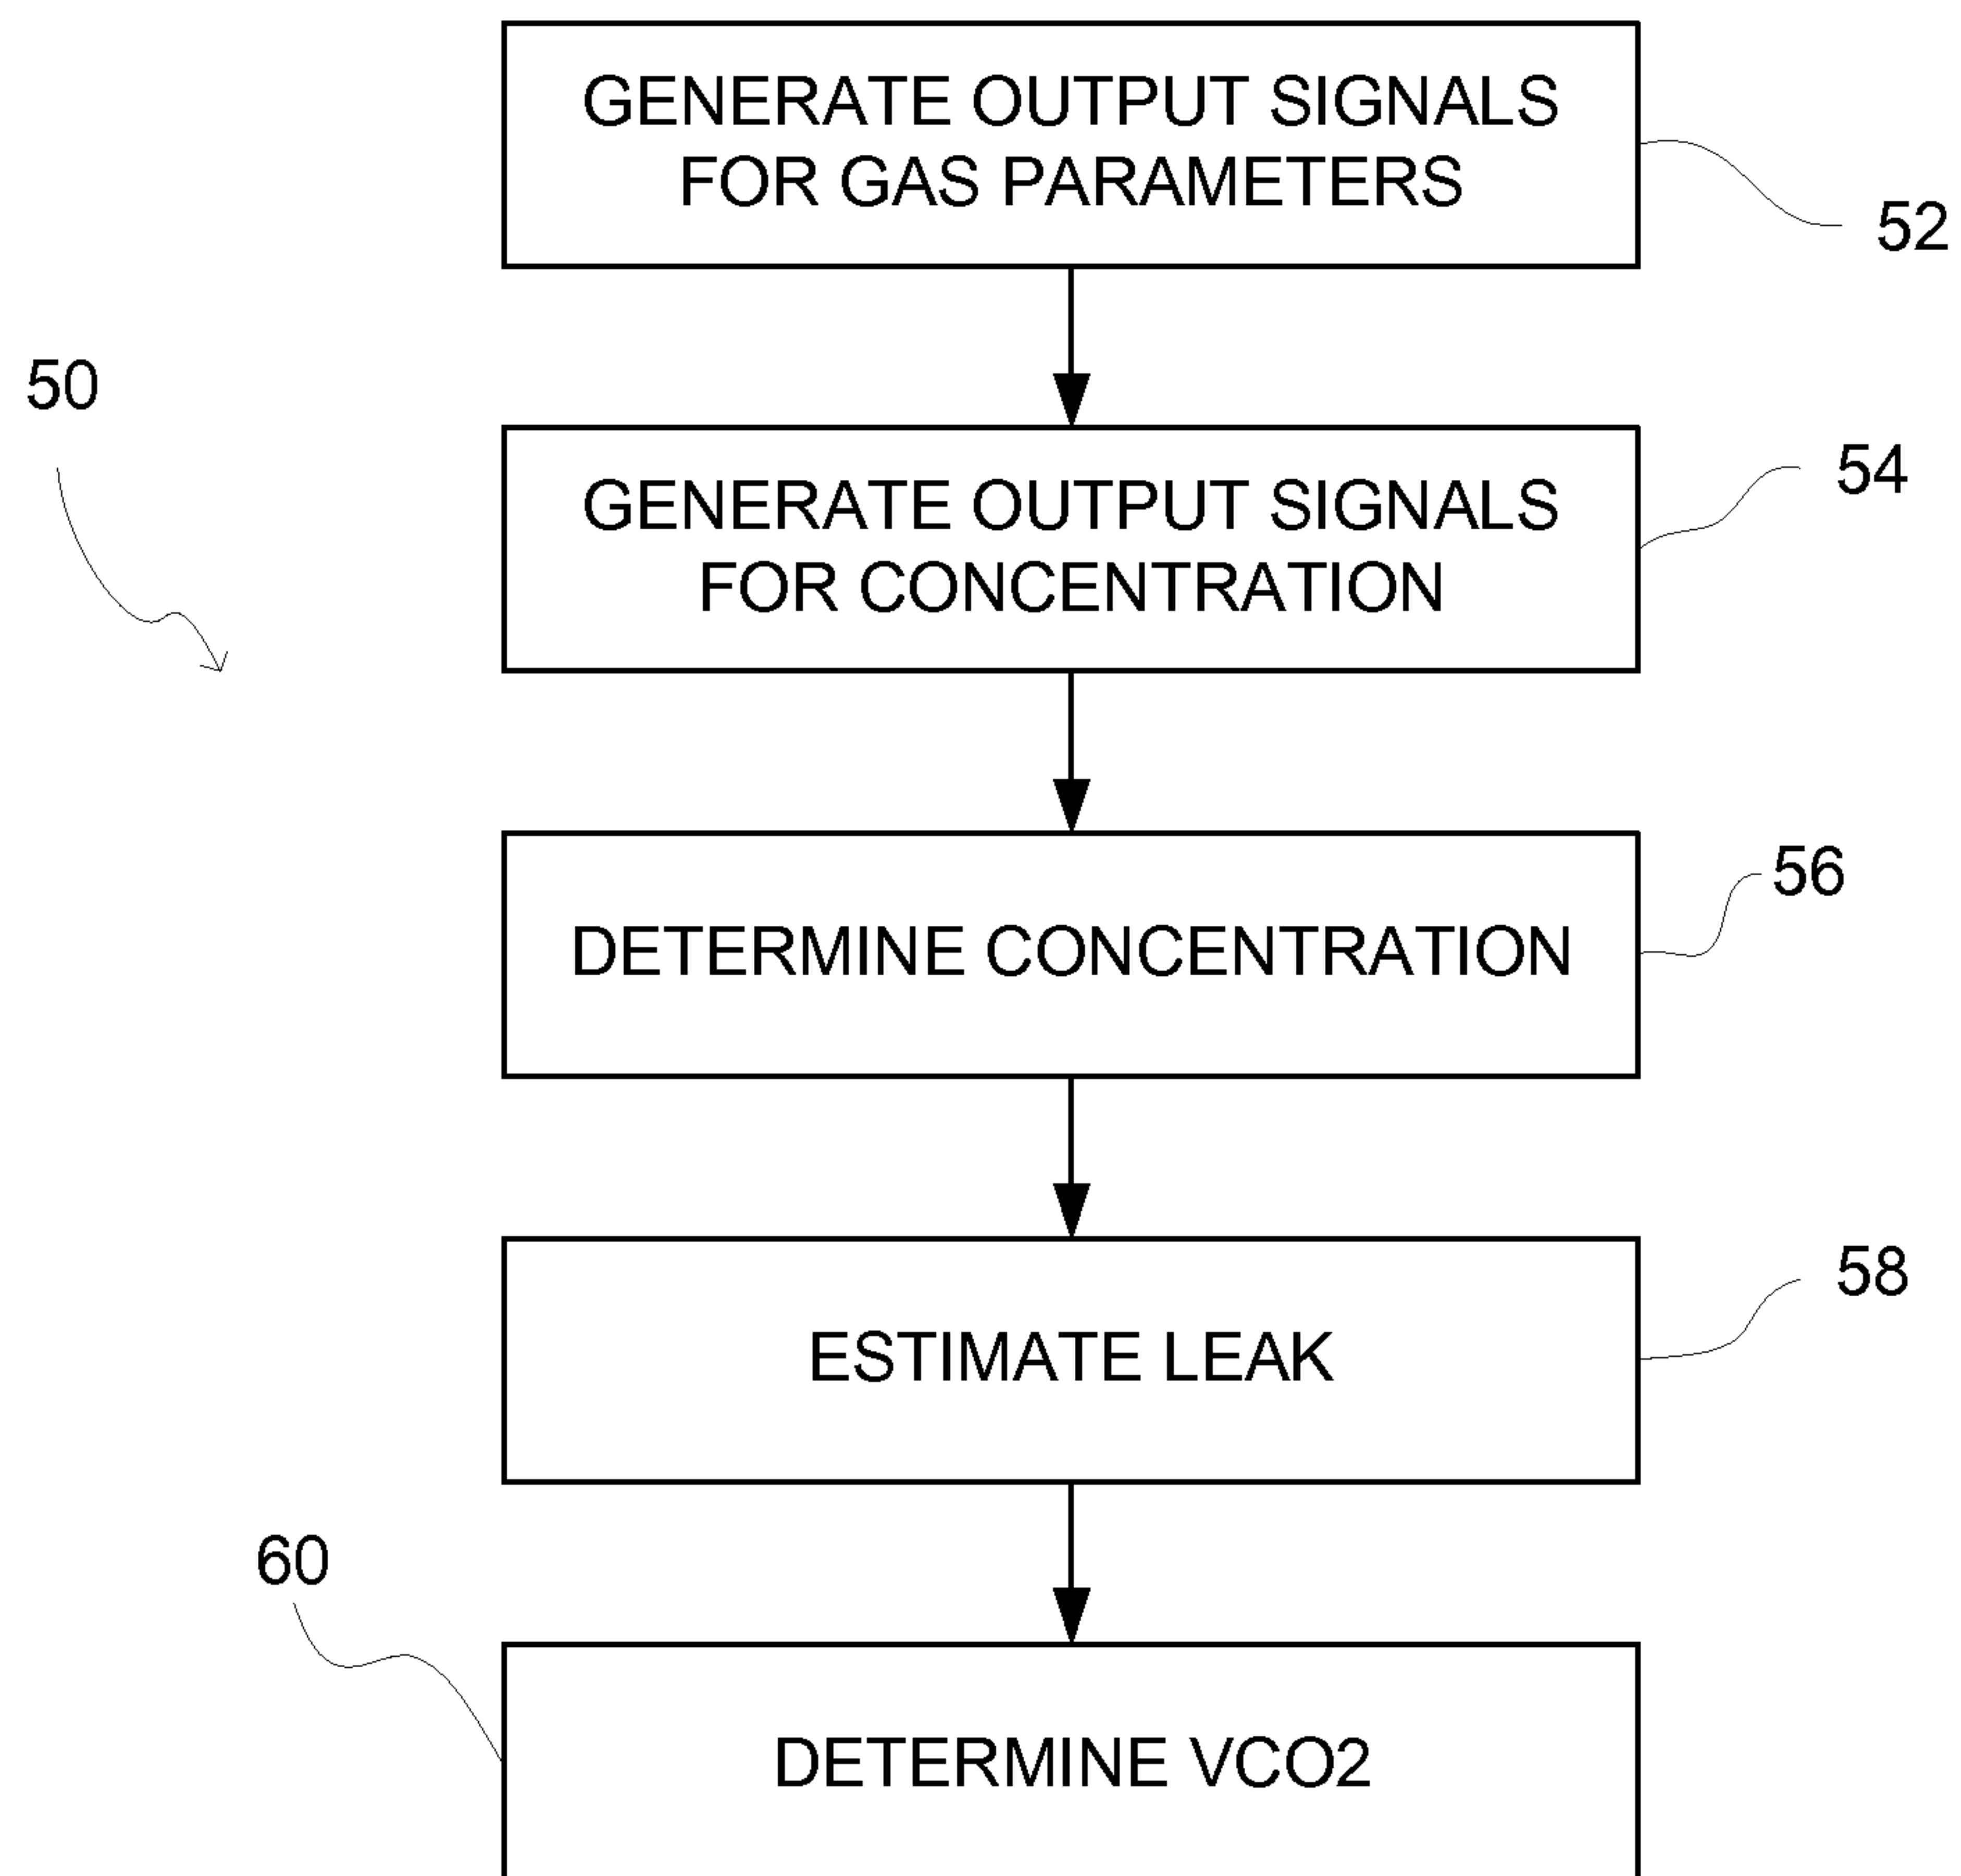 GENERATE OUTPUT SIGNALS
FOR GAS PARAMETERS
52
50
GENERATE OUTPUT SIGNALS
FOR CONCENTRATION
54
DETERMINE CONCENTRATION
56
ESTIMATE LEAK
58
60
DETERMINE VCO2